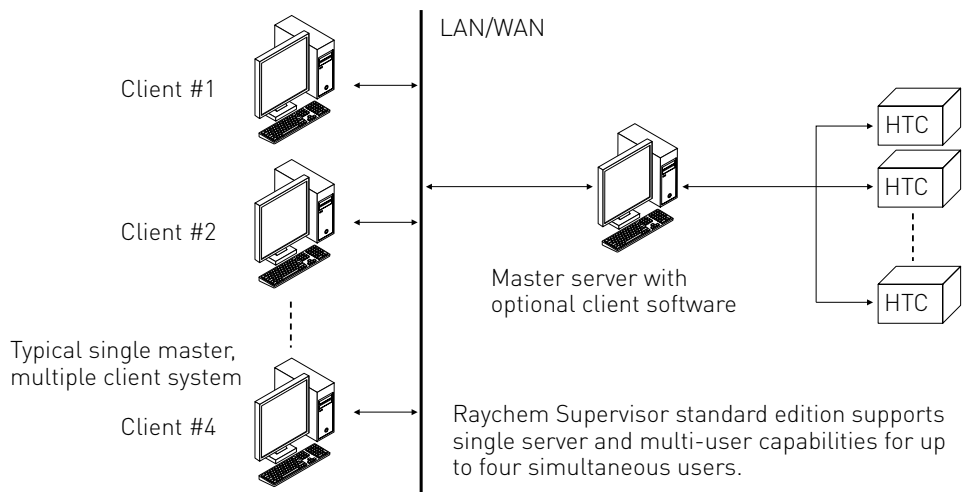 LAN/WAN
Client #1
HTC
HTC
Client #2
Master server with
optional client software
HTC
Typical single master,
multiple client system
Client #4
Raychem Supervisor standard edition supports
single server and multi-user capabilities for up
to four simultaneous users.